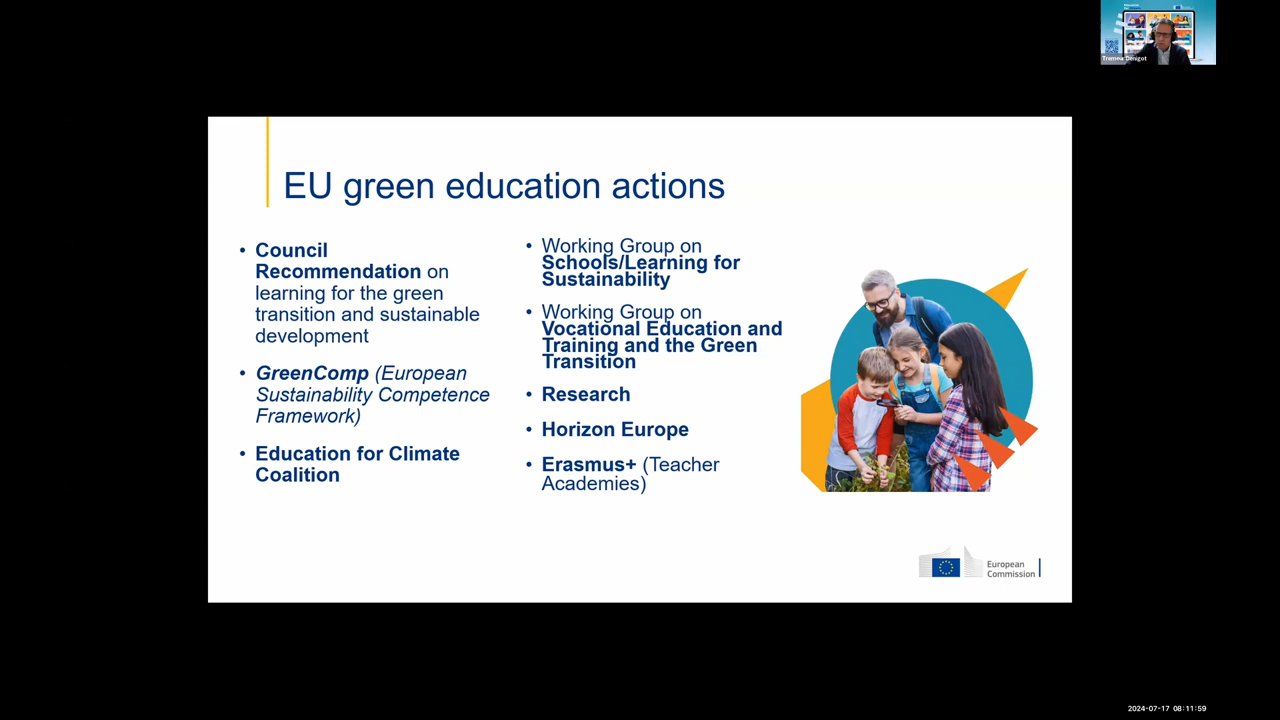 Tremeur Denigot
EU green education actions
• Council
Recommendation on
learning for the green
transition and sustainable
development
• GreenComp (European
Sustainability Competence
Framework)
• Education for Climate
Coalition
• Working Group on
Schools/Learning for
Sustainability
• Working Group on
Vocational Education and
Training and the Green
Transition
• Research
• Horizon Europe
• Erasmus+ (Teacher
Academies)
European
Commission
2024-07-17 08:11:59